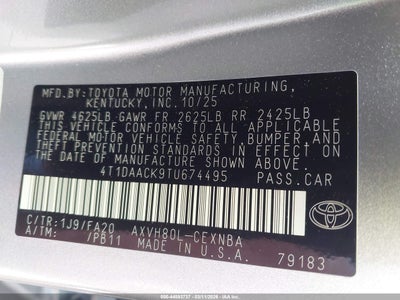 MFD.BY:TOYOTA MOTOR MANUFACTURING,
KENTUCKY, INC. 10/25
GVWR 4625LB GAWR FR 2625LB RR 2425LB
THIS VEHICLE CONFORMS TO ALL APPLICABLE
FEDERAL MOTOR VEHICLE SAFETY, BUMPER, AND
THEFT PREVENTION STANDARDS IN EFFECT ON
THE DATE OF MANUFACTURE SHOWN ABOVE.
4T1DAACK9TU674495 PASS.CAR
C/TR:1J9/FA20 AXVH80L-CEXNBA
A/TM: /PB11 MADE IN U.S.A.
79183
TOYOTA